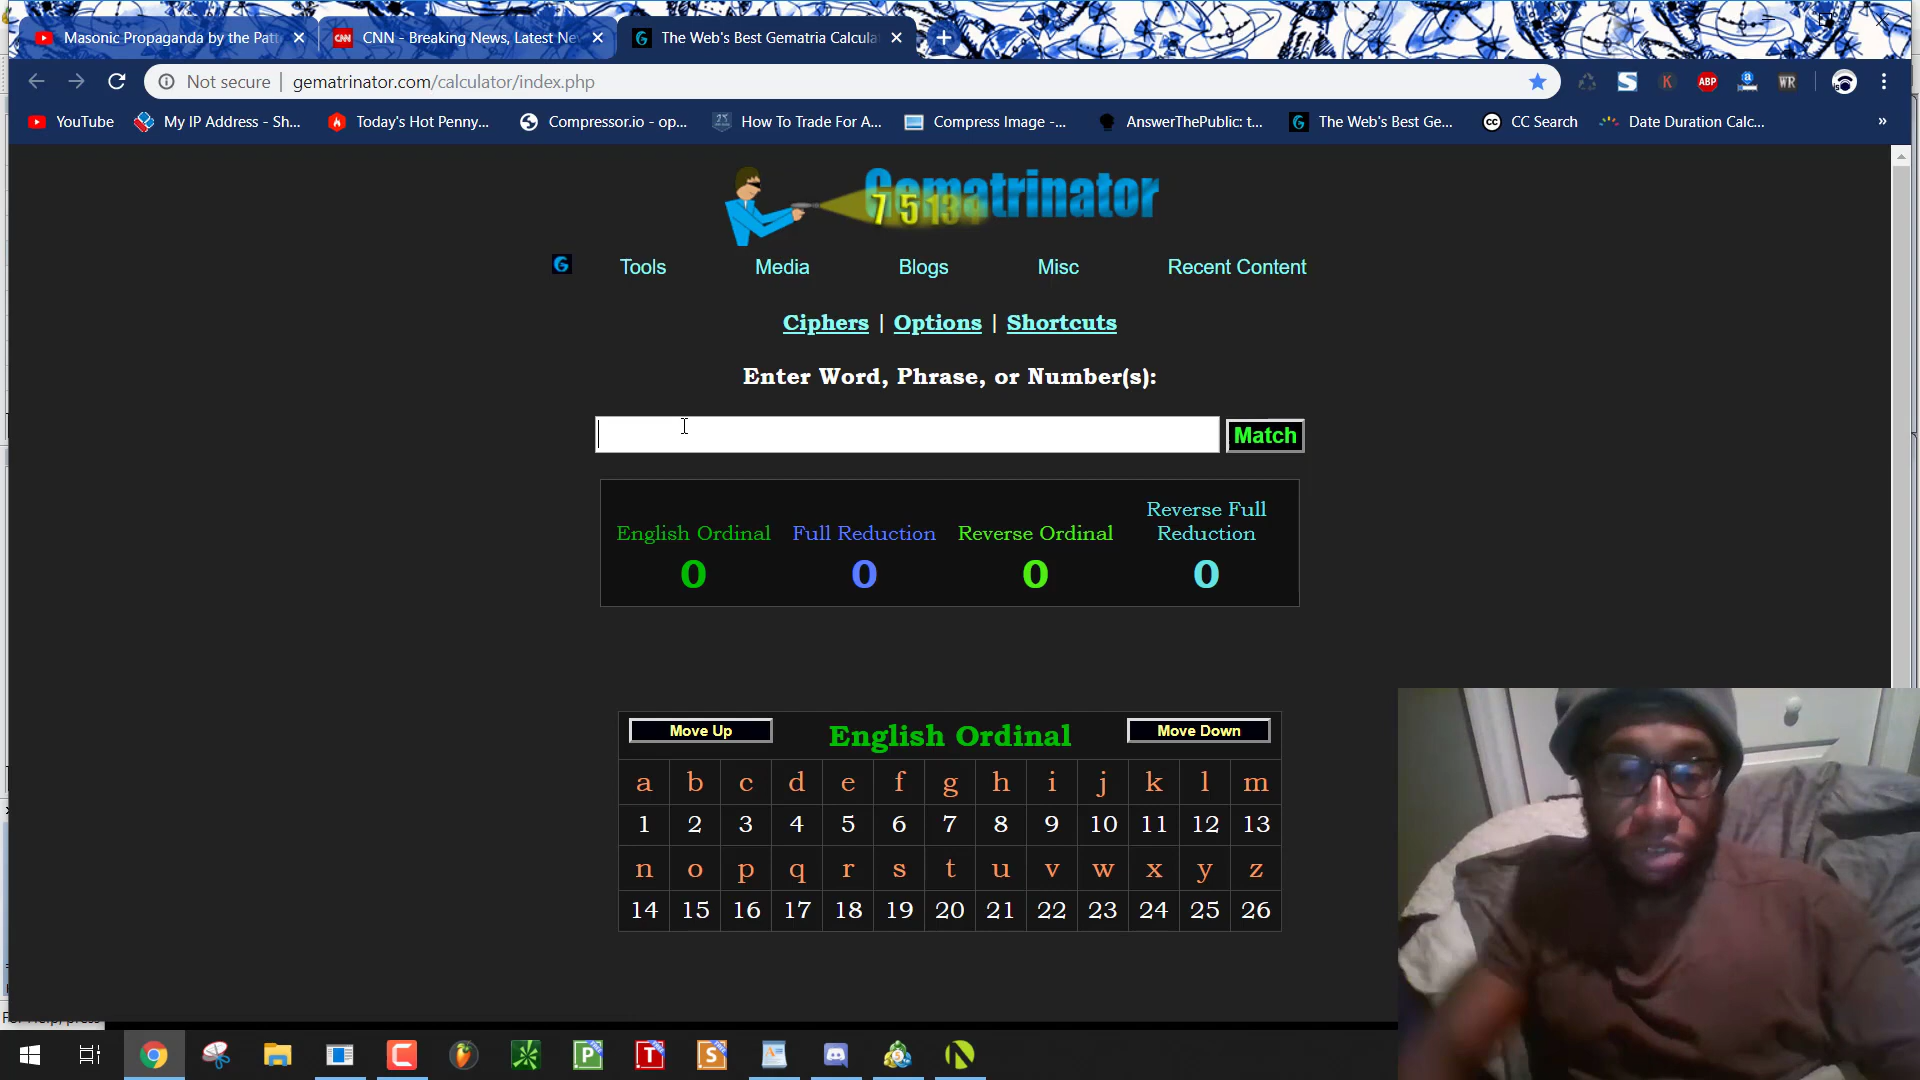 Masonic Propaganda by the Patt
CNN - Breaking News, Latest Ne
The Web's Best Gematria Calcula
Not secure | gematrinator.com/calculator/index.php
ABP
a
WR
YouTube
My IP Address - Sh...
Today's Hot Penny...
Compressor.io - op...
How To Trade For A...
Compress Image -...
AnswerThePublic: t...
The Web's Best Ge...
CC Search
Date Duration Calc...
»
Gematrinator
7 5 13
G
Tools
Media
Blogs
Misc
Recent Content
Ciphers | Options | Shortcuts
Enter Word, Phrase, or Number(s):
Match
English Ordinal
Full Reduction
Reverse Ordinal
Reverse Full
Reduction
0 0 0 0
Move Up
English Ordinal
Move Down
a b c d e f g h i j k l m
1 2 3 4 5 6 7 8 9 10 11 12 13
n o p q r s t u v w x y z
14 15 16 17 18 19 20 21 22 23 24 25 26